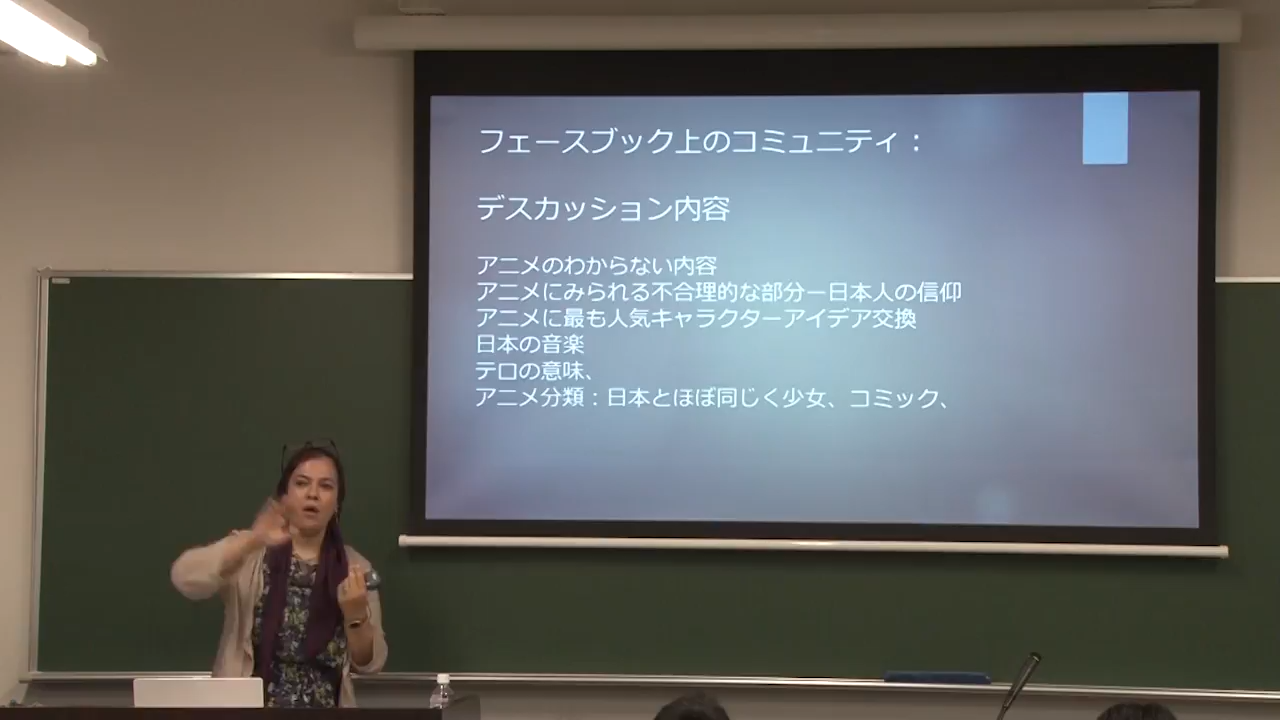 フェースブック上のコミュニティ：
デスカッション内容
アニメのわからない内容
アニメにみられる不合理的な部分ー日本人の信仰
アニメに最も人気キャラクターアイデア交換
日本の音楽
テロの意味、
アニメ分類：日本とほぼ同じく少女、コミック、